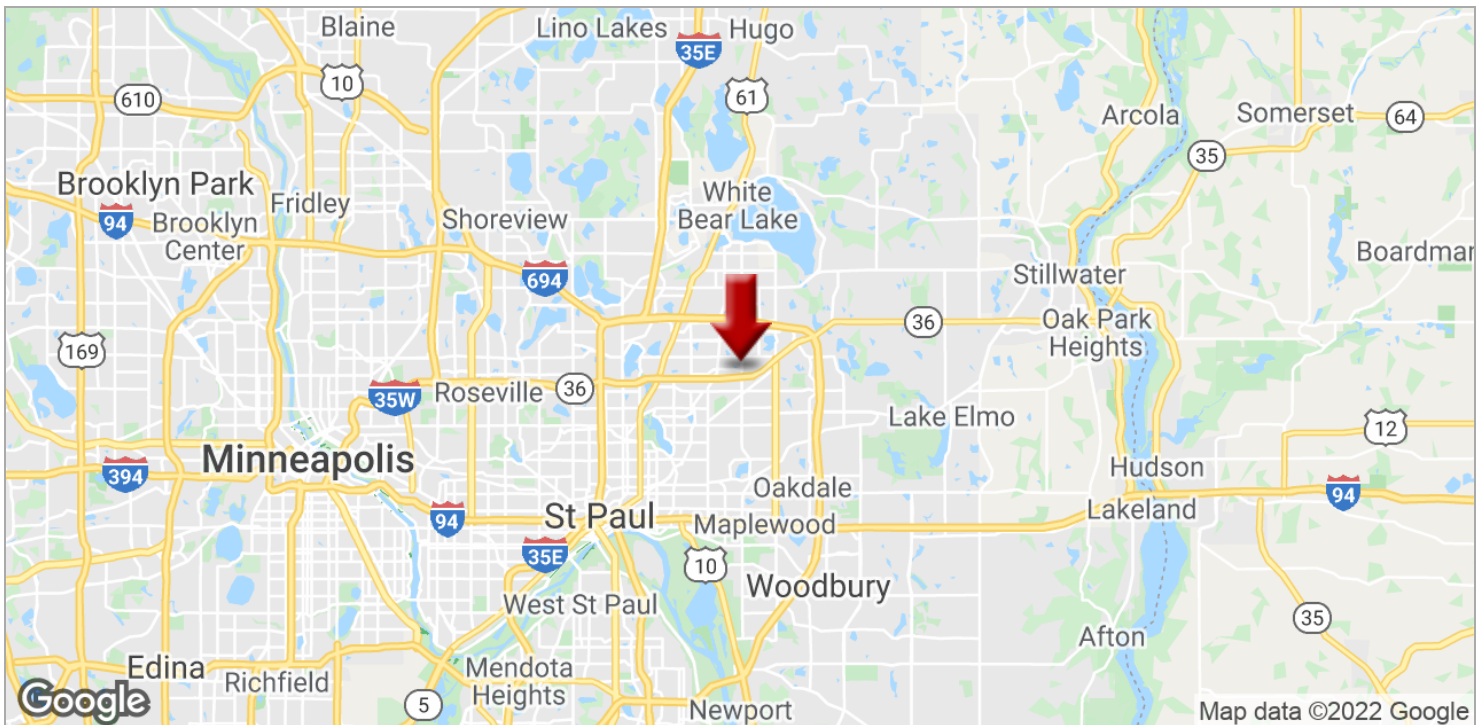 Blaine
Lino Lakes
35E
Hugo
10
610
61
Arcola
Somerset
64
35
Brooklyn Park
Fridley
94
Brooklyn
Center
Shoreview
White
Bear Lake
Boardman
694
Stillwater
36
Oak Park
Heights
169
35W
Roseville
36
Lake Elmo
12
Minneapolis
394
Hudson
Oakdale
94
94
St Paul
Maplewood
Lakeland
35E
10
Woodbury
West St Paul
35
Afton
Edina
Richfield
Mendota
Heights
5
Newport
Google
Map data ©2022 Google